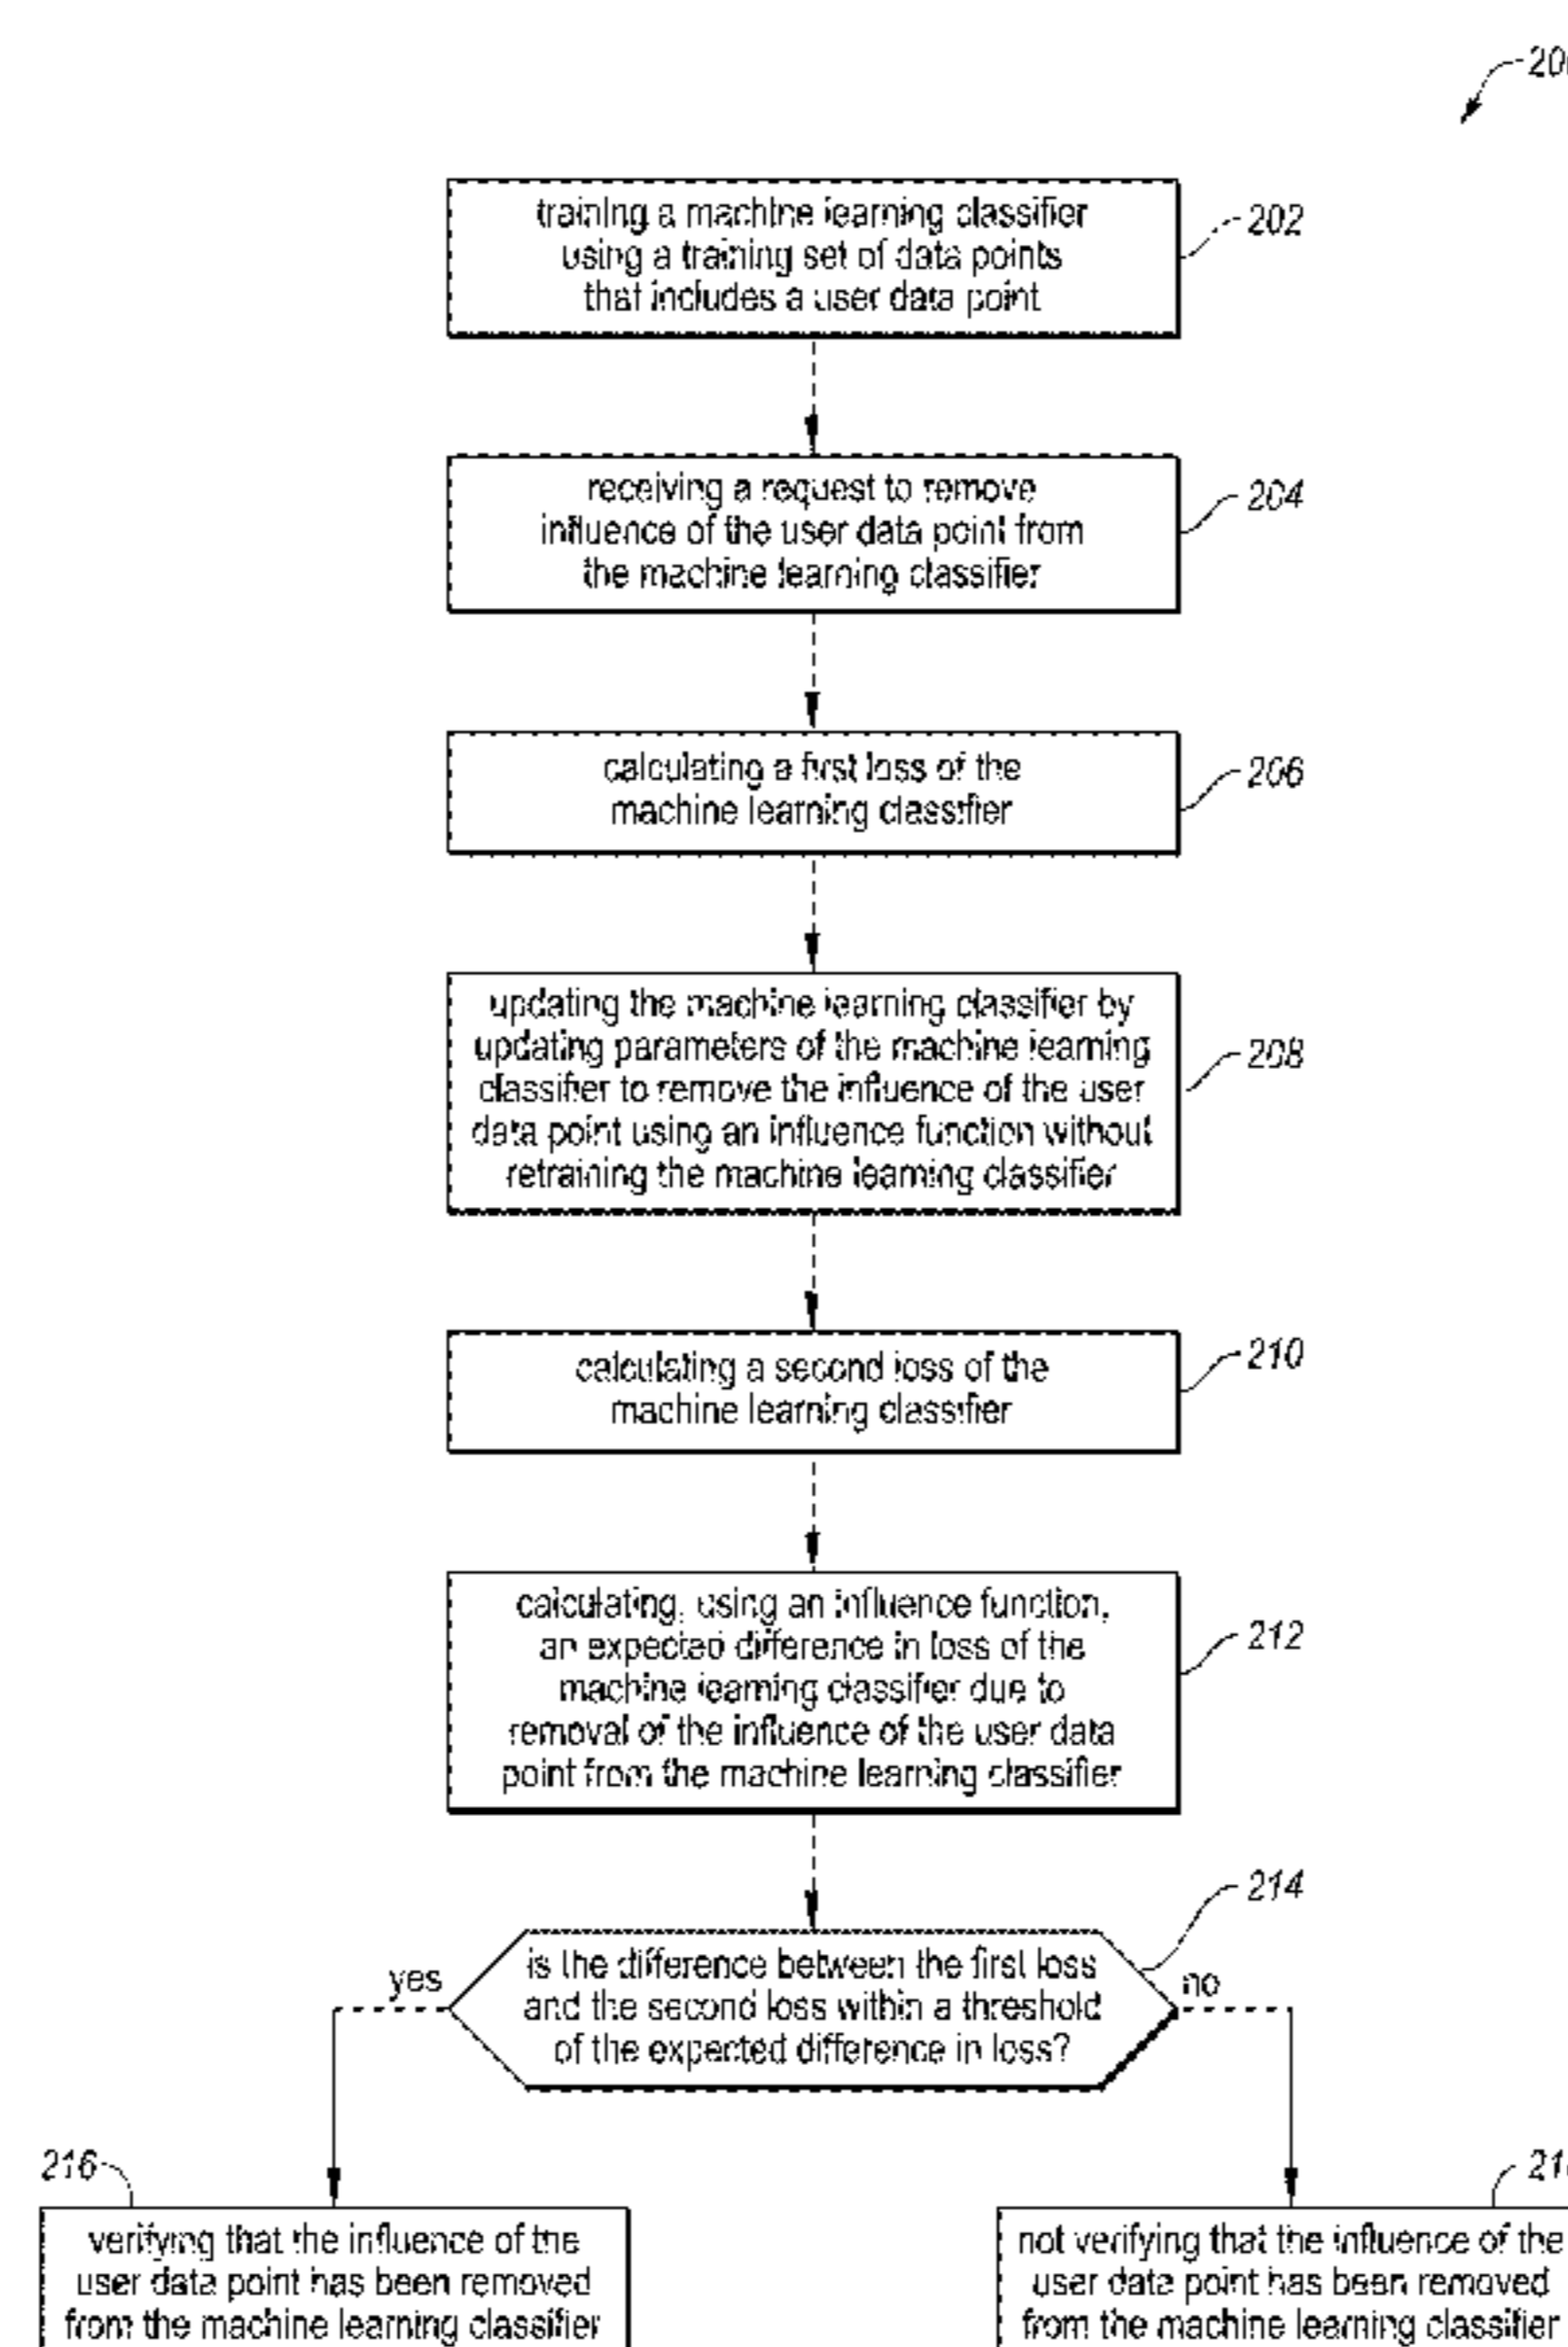 202
training a machine learning classifier
using a training set of data points
that includes a user data point
204
receiving a request to remove
influence of the user data point from
the machine learning classifier
206
calculating a first loss of the
machine learning classifier
208
updating the machine learning classifier by
updating parameters of the machine learning
classifier to remove the influence of the user
data point using an influence function without
retraining the machine learning classifier
210
calculating a second loss of the
machine learning classifier
212
calculating, using an influence function,
an expected difference in loss of the
machine learning classifier due to
removal of the influence of the user data
point from the machine learning classifier
214
is the difference between the first loss
and the second loss within a threshold
of the expected difference in loss?
yes
no
216
verifying that the influence of the
user data point has been removed
from the machine learning classifier
not verifying that the influence of the
user data point has been removed
from the machine learning classifier